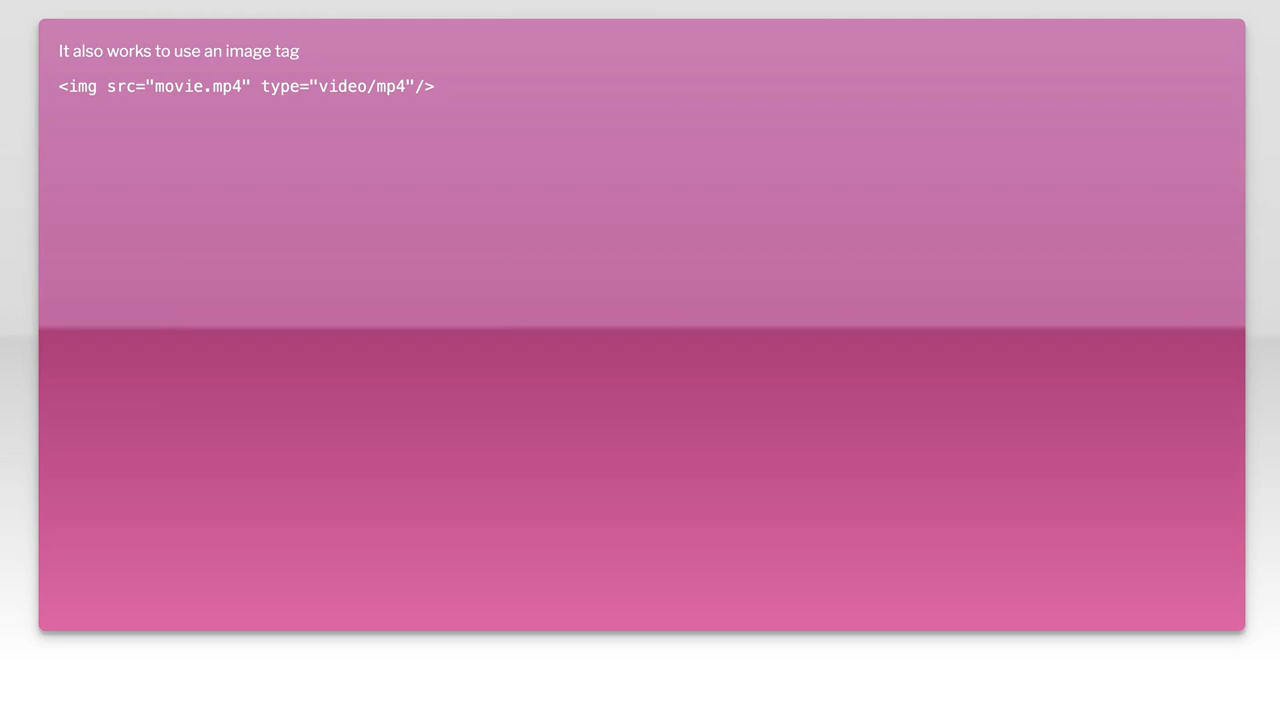 It also works to use an image tag
<img src="movie.mp4" type="video/mp4"/>